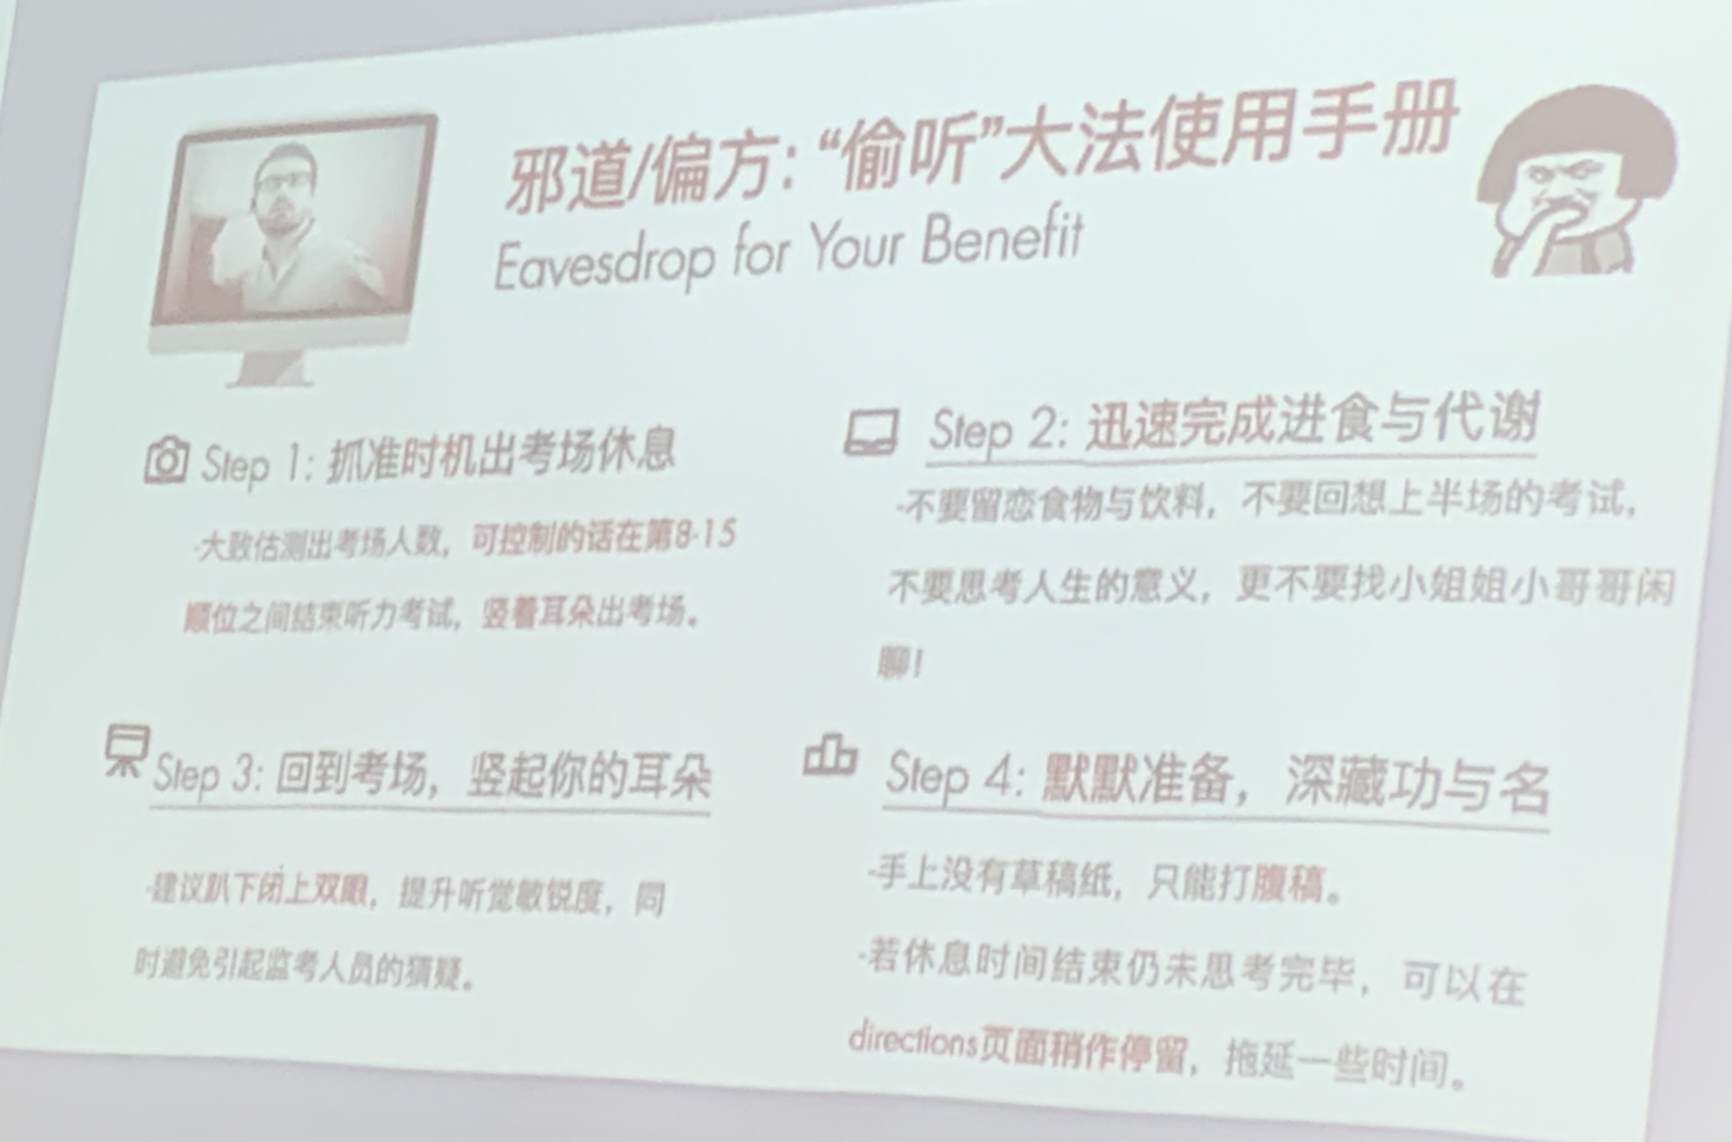 邪道/偏方：“偷听”大法使用手册
Eavesdrop for Your Benefit
Step 1: 抓准时机出考场休息
-大致估测出考场人数，可控制的话在第8-15
顺位之间结束听力考试，竖着耳朵出考场。
Step 2: 迅速完成进食与代谢
-不要留恋食物与饮料，不要回想上半场的考试，
不要思考人生的意义，更不要找小姐姐小哥哥闲
聊！
Step 3: 回到考场，竖起你的耳朵
-建议趴下闭上双眼，提升听觉敏锐度，同
时避免引起监考人员的猜疑。
Step 4: 默默准备，深藏功与名
-手上没有草稿纸，只能打腹稿。
-若休息时间结束仍未思考完毕，可以在
directions页面稍作停留，拖延一些时间。